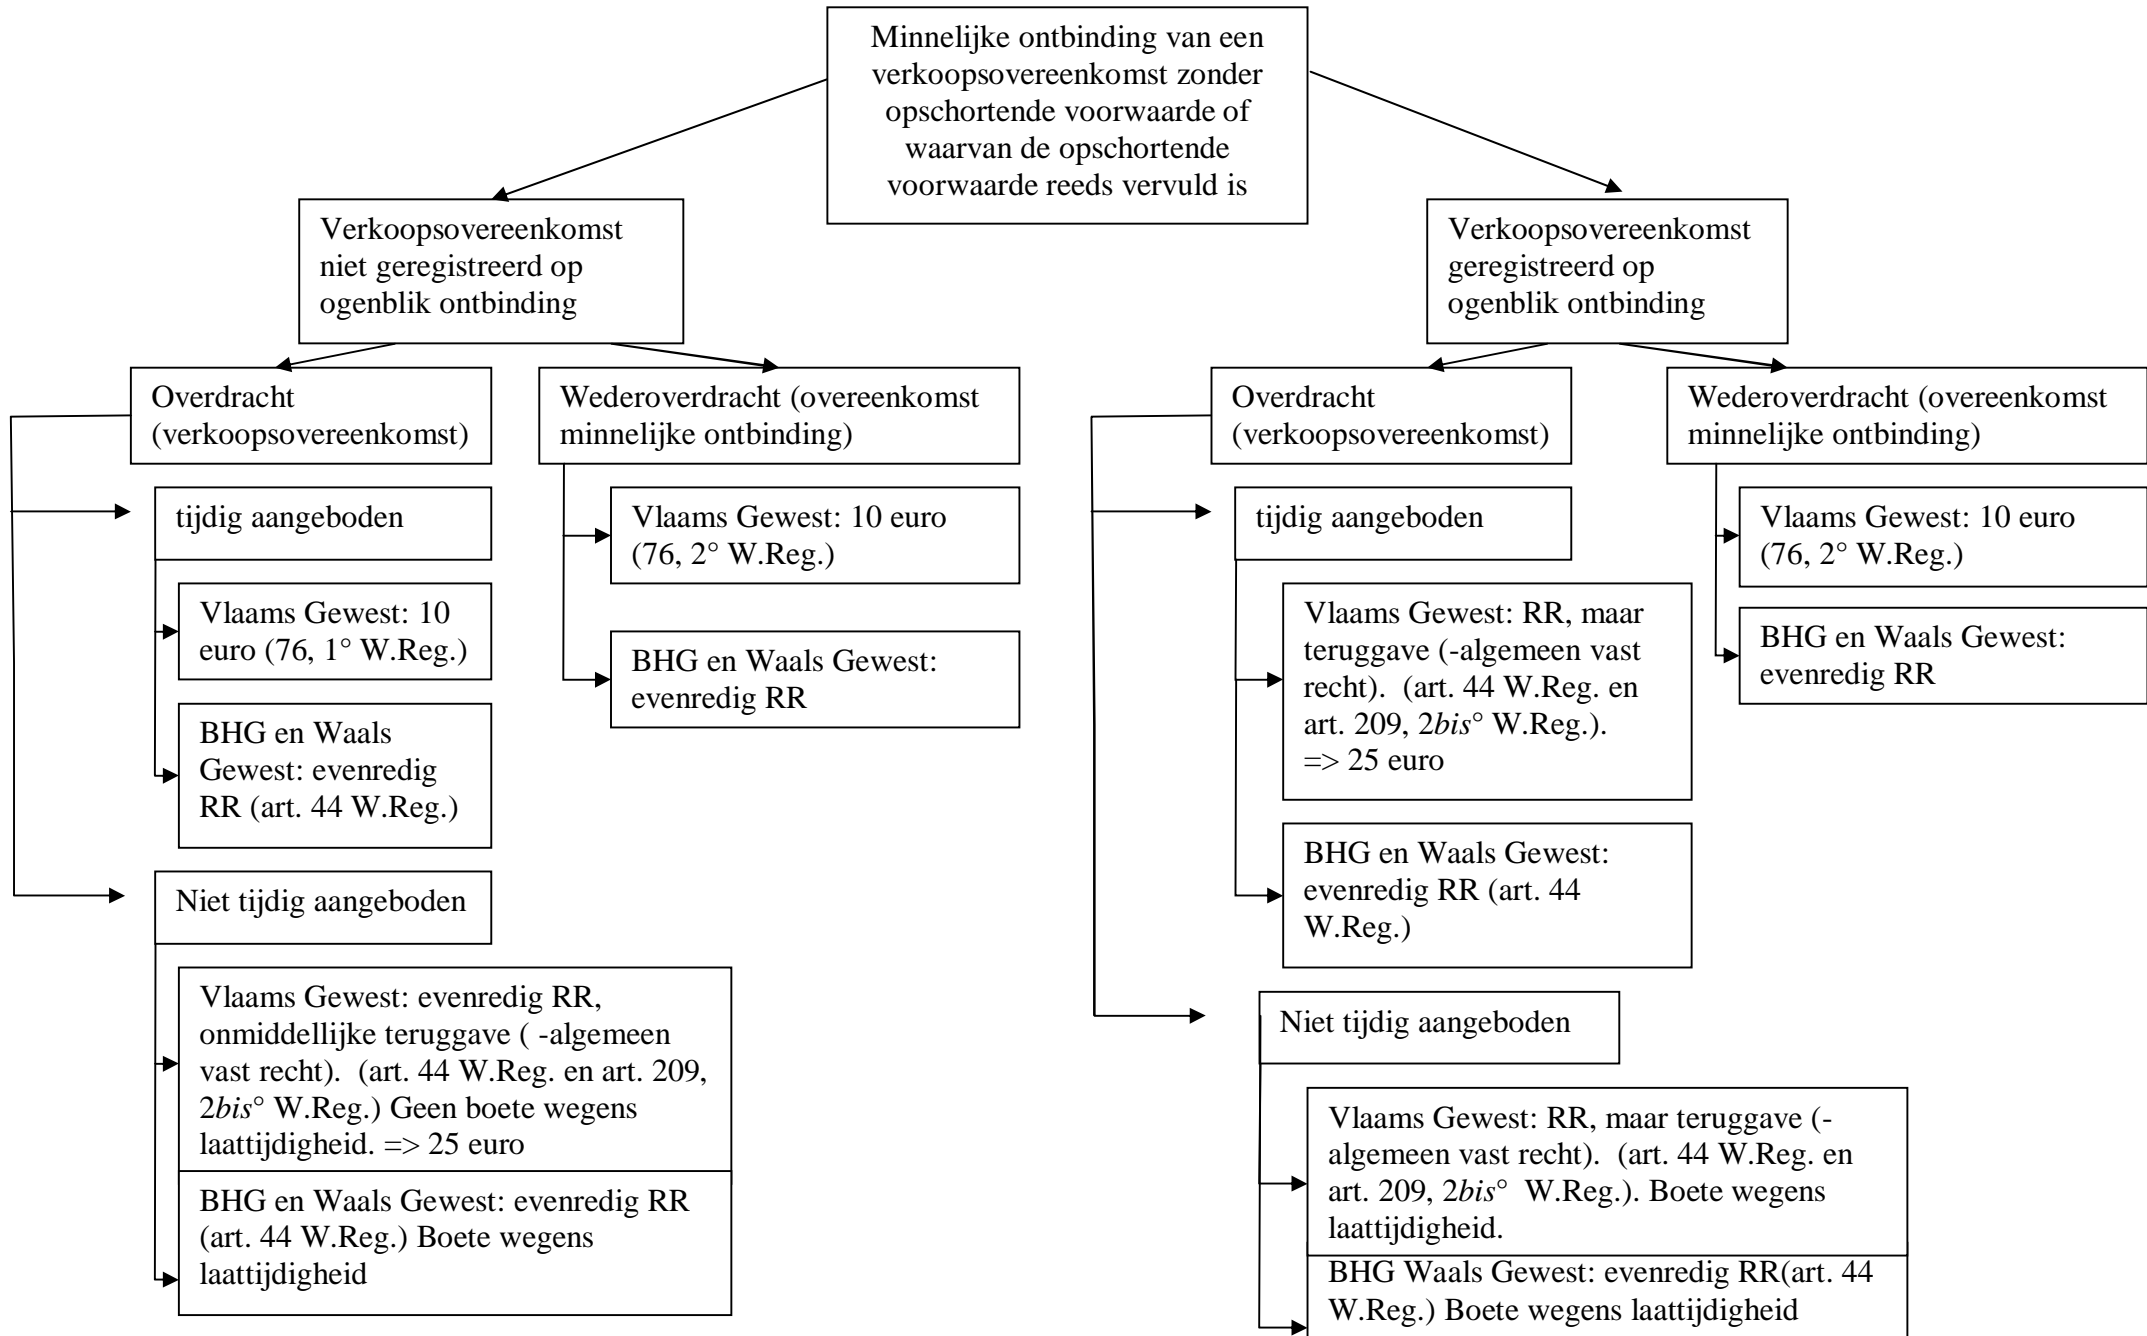 Minnelijke ontbinding van een
verkoopsovereenkomst zonder
opschortende voorwaarde of
waarvan de opschortende
voorwaarde reeds vervuld is
Verkoopsovereenkomst
niet geregistreerd op
ogenblik ontbinding
Overdracht
(verkoopsovereenkomst)
tijdig aangeboden
Vlaams Gewest: 10
euro (76, 1° W.Reg.)
BHG en Waals
Gewest: evenredig
RR (art. 44 W.Reg.)
Niet tijdig aangeboden
Vlaams Gewest: evenredig RR,
onmiddellijke teruggave ( -algemeen
vast recht).  (art. 44 W.Reg. en art. 209,
2bis° W.Reg.) Geen boete wegens
laattijdigheid. => 25 euro
BHG en Waals Gewest: evenredig RR
(art. 44 W.Reg.) Boete wegens
laattijdigheid
Wederoverdracht (overeenkomst
minnelijke ontbinding)
Vlaams Gewest: 10 euro
(76, 2° W.Reg.)
BHG en Waals Gewest:
evenredig RR
Verkoopsovereenkomst
geregistreerd op
ogenblik ontbinding
Overdracht
(verkoopsovereenkomst)
tijdig aangeboden
Vlaams Gewest: RR, maar
teruggave (-algemeen vast
recht).  (art. 44 W.Reg. en
art. 209, 2bis° W.Reg.).
=> 25 euro
BHG en Waals Gewest:
evenredig RR (art. 44
W.Reg.)
Niet tijdig aangeboden
Vlaams Gewest: RR, maar teruggave (-
algemeen vast recht).  (art. 44 W.Reg. en
art. 209, 2bis°  W.Reg.). Boete wegens
laattijdigheid.
BHG Waals Gewest: evenredig RR(art. 44
W.Reg.) Boete wegens laattijdigheid
Wederoverdracht (overeenkomst
minnelijke ontbinding)
Vlaams Gewest: 10 euro
(76, 2° W.Reg.)
BHG en Waals Gewest:
evenredig RR